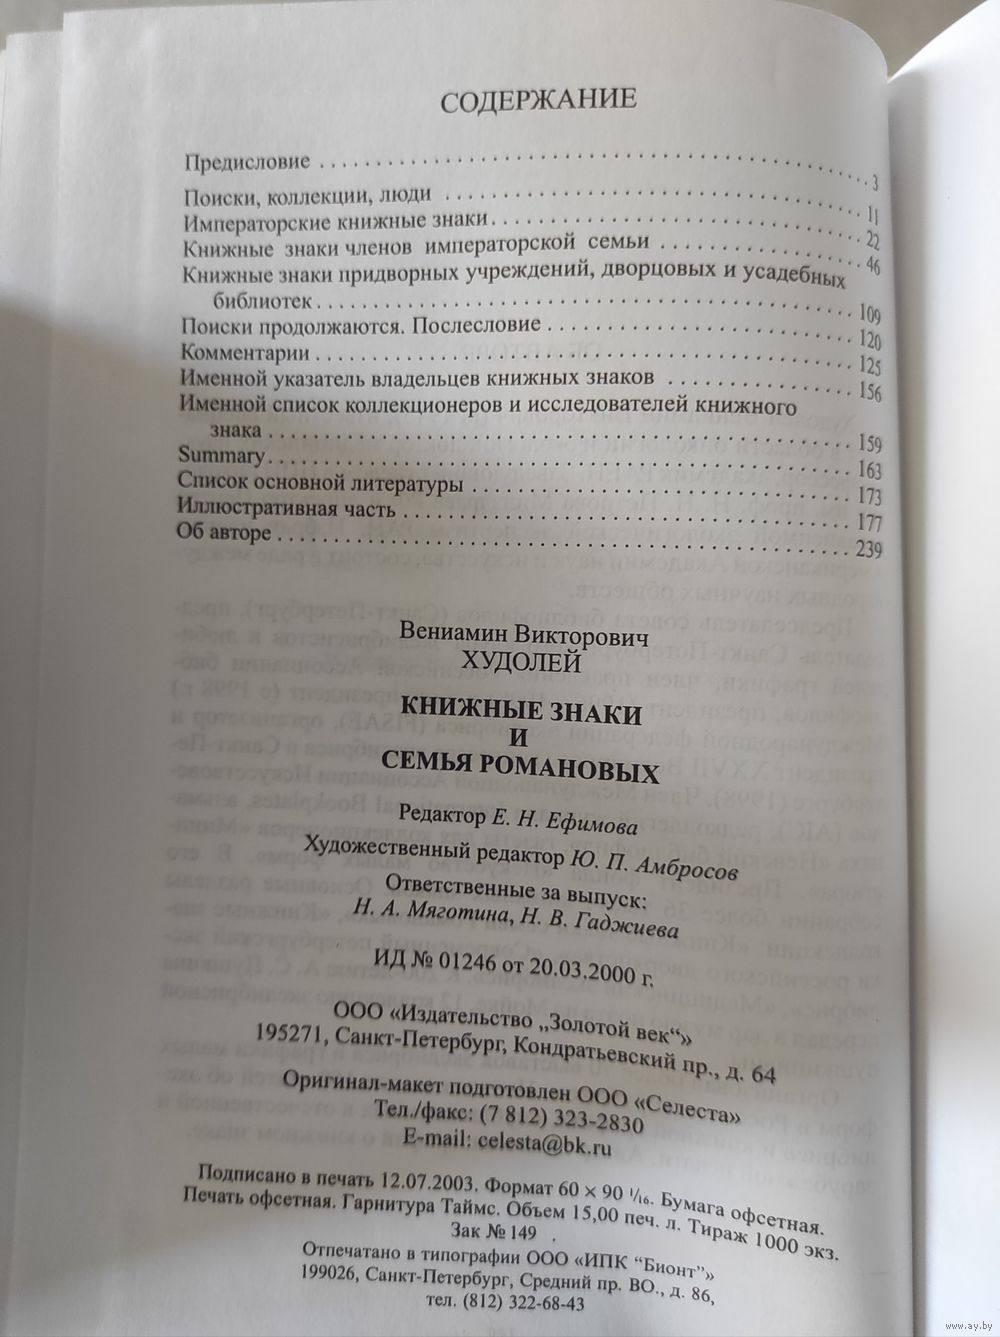 СОДЕРЖАНИЕ
Предисловие . . . . . . . . . . . . . . . . . . . . . . . . . . . . . . 3
Поиски, коллекции, люди . . . . . . . . . . . . . . . . . . . . . . . . 11
Императорские книжные знаки . . . . . . . . . . . . . . . . . . . . . . 22
Книжные знаки членов императорской семьи . . . . . . . . . . . . . . 46
Книжные знаки придворных учреждений, дворцовых и усадебных
библиотек . . . . . . . . . . . . . . . . . . . . . . . . . . . . . . 109
Поиски продолжаются. Послесловие . . . . . . . . . . . . . . . . . . 120
Комментарии . . . . . . . . . . . . . . . . . . . . . . . . . . . . . . 125
Именной указатель владельцев книжных знаков . . . . . . . . . . . . 156
Именной список коллекционеров и исследователей книжного
знака . . . . . . . . . . . . . . . . . . . . . . . . . . . . . . . . 159
Summary . . . . . . . . . . . . . . . . . . . . . . . . . . . . . . . . 163
Список основной литературы . . . . . . . . . . . . . . . . . . . . . . 173
Иллюстративная часть . . . . . . . . . . . . . . . . . . . . . . . . . 177
Об авторе . . . . . . . . . . . . . . . . . . . . . . . . . . . . . . . 239
Вениамин Викторович
ХУДОЛЕЙ
КНИЖНЫЕ ЗНАКИ
И
СЕМЬЯ РОМАНОВЫХ
Редактор Е. Н. Ефимова
Художественный редактор Ю. П. Амбросов
Ответственные за выпуск:
Н. А. Мяготина, Н. В. Гаджиева
ИД № 01246 от 20.03.2000 г.
ООО «Издательство „Золотой век“»
195271, Санкт-Петербург, Кондратьевский пр., д. 64
Оригинал-макет подготовлен ООО «Селеста»
Тел./факс: (7 812) 323-2830
E-mail: celesta@bk.ru
Подписано в печать 12.07.2003. Формат 60 × 90 1/16. Бумага офсетная.
Печать офсетная. Гарнитура Таймс. Объем 15,00 печ. л. Тираж 1000 экз.
Зак № 149
Отпечатано в типографии ООО «ИПК “Бионт”»
199026, Санкт-Петербург, Средний пр. ВО., д. 86,
тел. (812) 322-68-43
www.ay.by